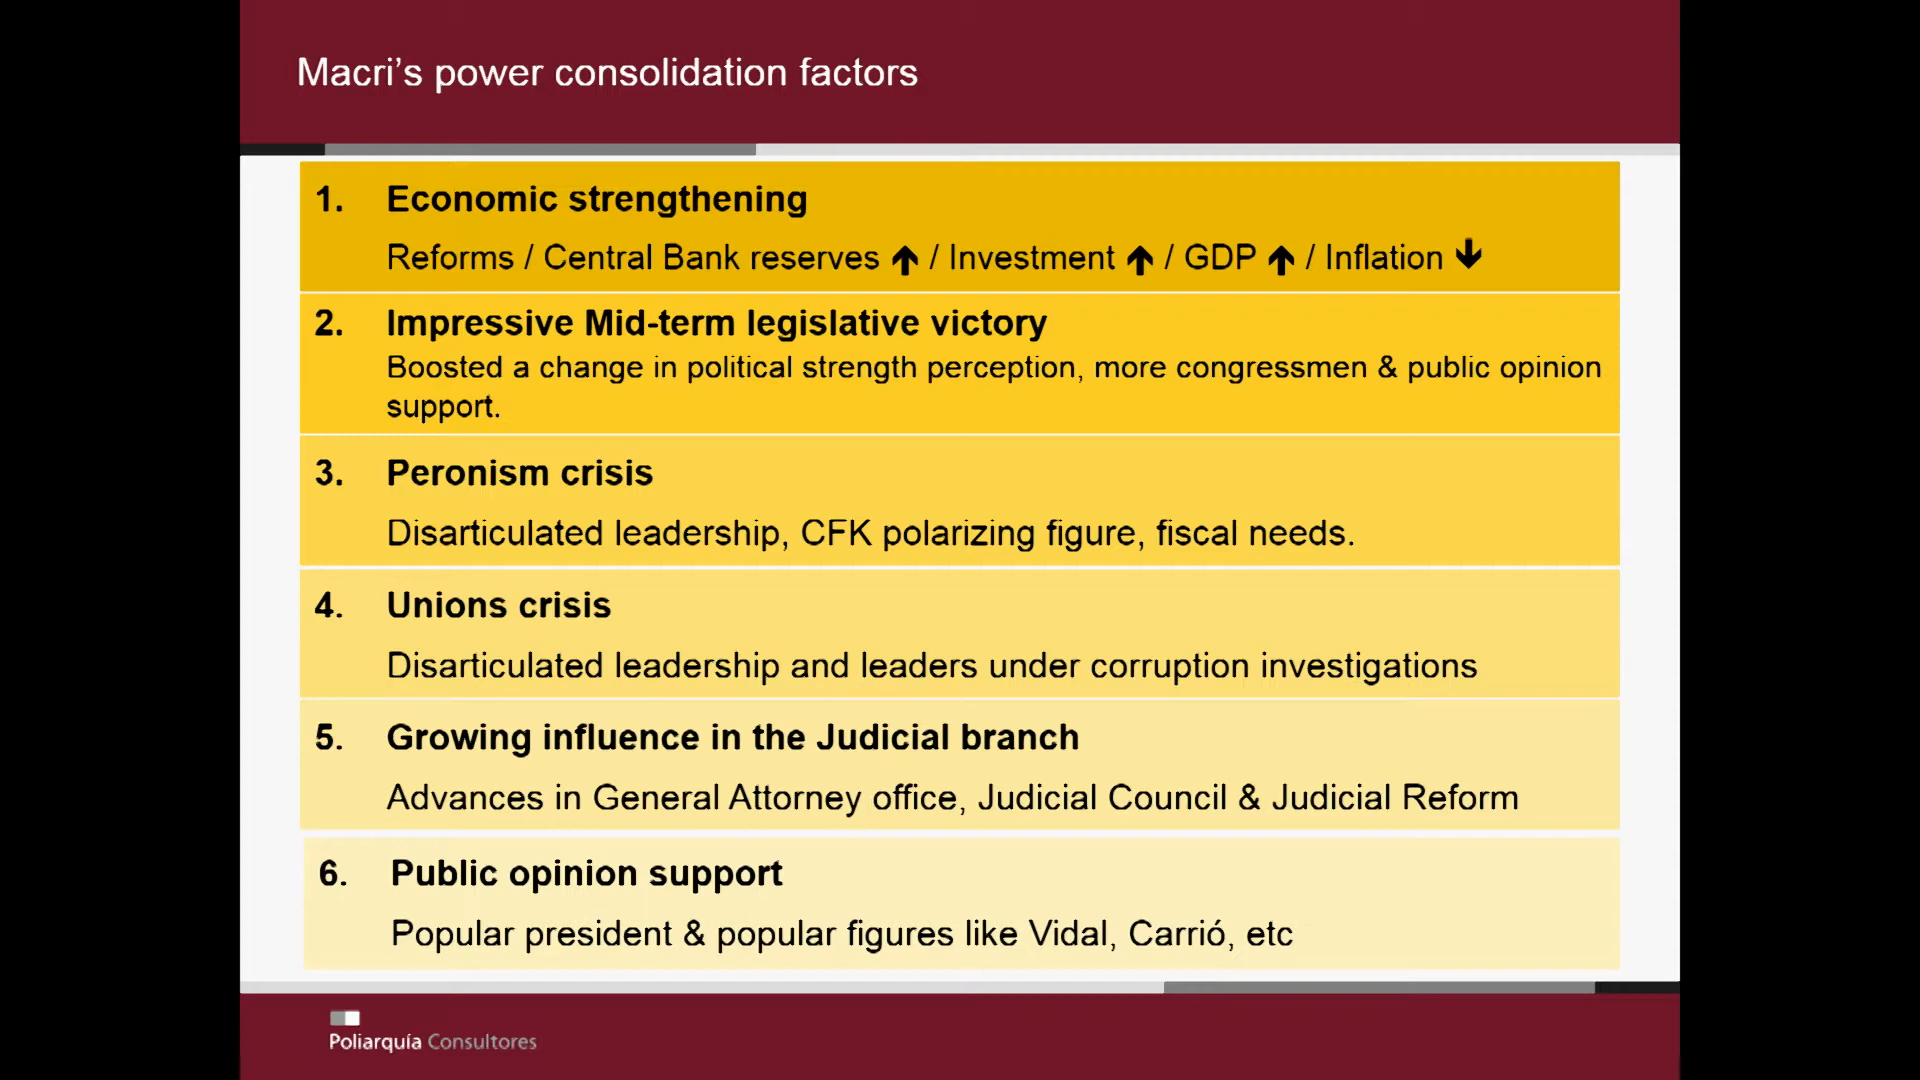 Macri’s power consolidation factors
1. Economic strengthening
Reforms / Central Bank reserves ↑ / Investment ↑ / GDP ↑ / Inflation ↓
2. Impressive Mid-term legislative victory
Boosted a change in political strength perception, more congressmen & public opinion
support.
3. Peronism crisis
Disarticulated leadership, CFK polarizing figure, fiscal needs.
4. Unions crisis
Disarticulated leadership and leaders under corruption investigations
5. Growing influence in the Judicial branch
Advances in General Attorney office, Judicial Council & Judicial Reform
6. Public opinion support
Popular president & popular figures like Vidal, Carrió, etc
Poliarquía Consultores